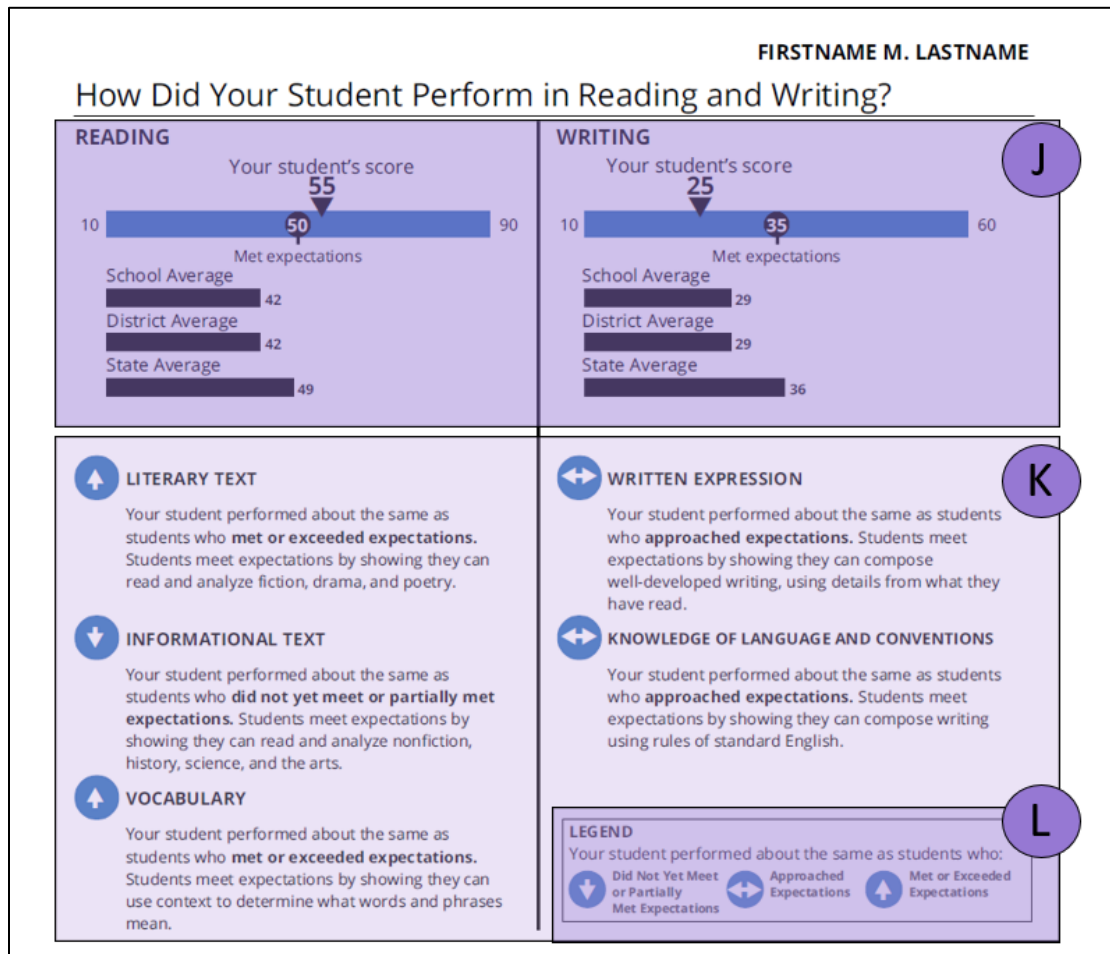 FIRSTNAME M. LASTNAME
How Did Your Student Perform in Reading and Writing?
READING
Your student's score
55
10
50
90
Met expectations
School Average
42
District Average
42
State Average
49
WRITING
Your student's score
25
10
35
60
Met expectations
School Average
29
District Average
29
State Average
36
J
LITERARY TEXT
Your student performed about the same as
students who met or exceeded expectations.
Students meet expectations by showing they can
read and analyze fiction, drama, and poetry.
INFORMATIONAL TEXT
Your student performed about the same as
students who did not yet meet or partially met
expectations. Students meet expectations by
showing they can read and analyze nonfiction,
history, science, and the arts.
VOCABULARY
Your student performed about the same as
students who met or exceeded expectations.
Students meet expectations by showing they can
use context to determine what words and phrases
mean.
WRITTEN EXPRESSION
Your student performed about the same as students
who approached expectations. Students meet
expectations by showing they can compose
well-developed writing, using details from what they
have read.
KNOWLEDGE OF LANGUAGE AND CONVENTIONS
Your student performed about the same as students
who approached expectations. Students meet
expectations by showing they can compose writing
using rules of standard English.
K
LEGEND
Your student performed about the same as students who:
Did Not Yet Meet
or Partially
Met Expectations
Approached
Expectations
Met or Exceeded
Expectations
L